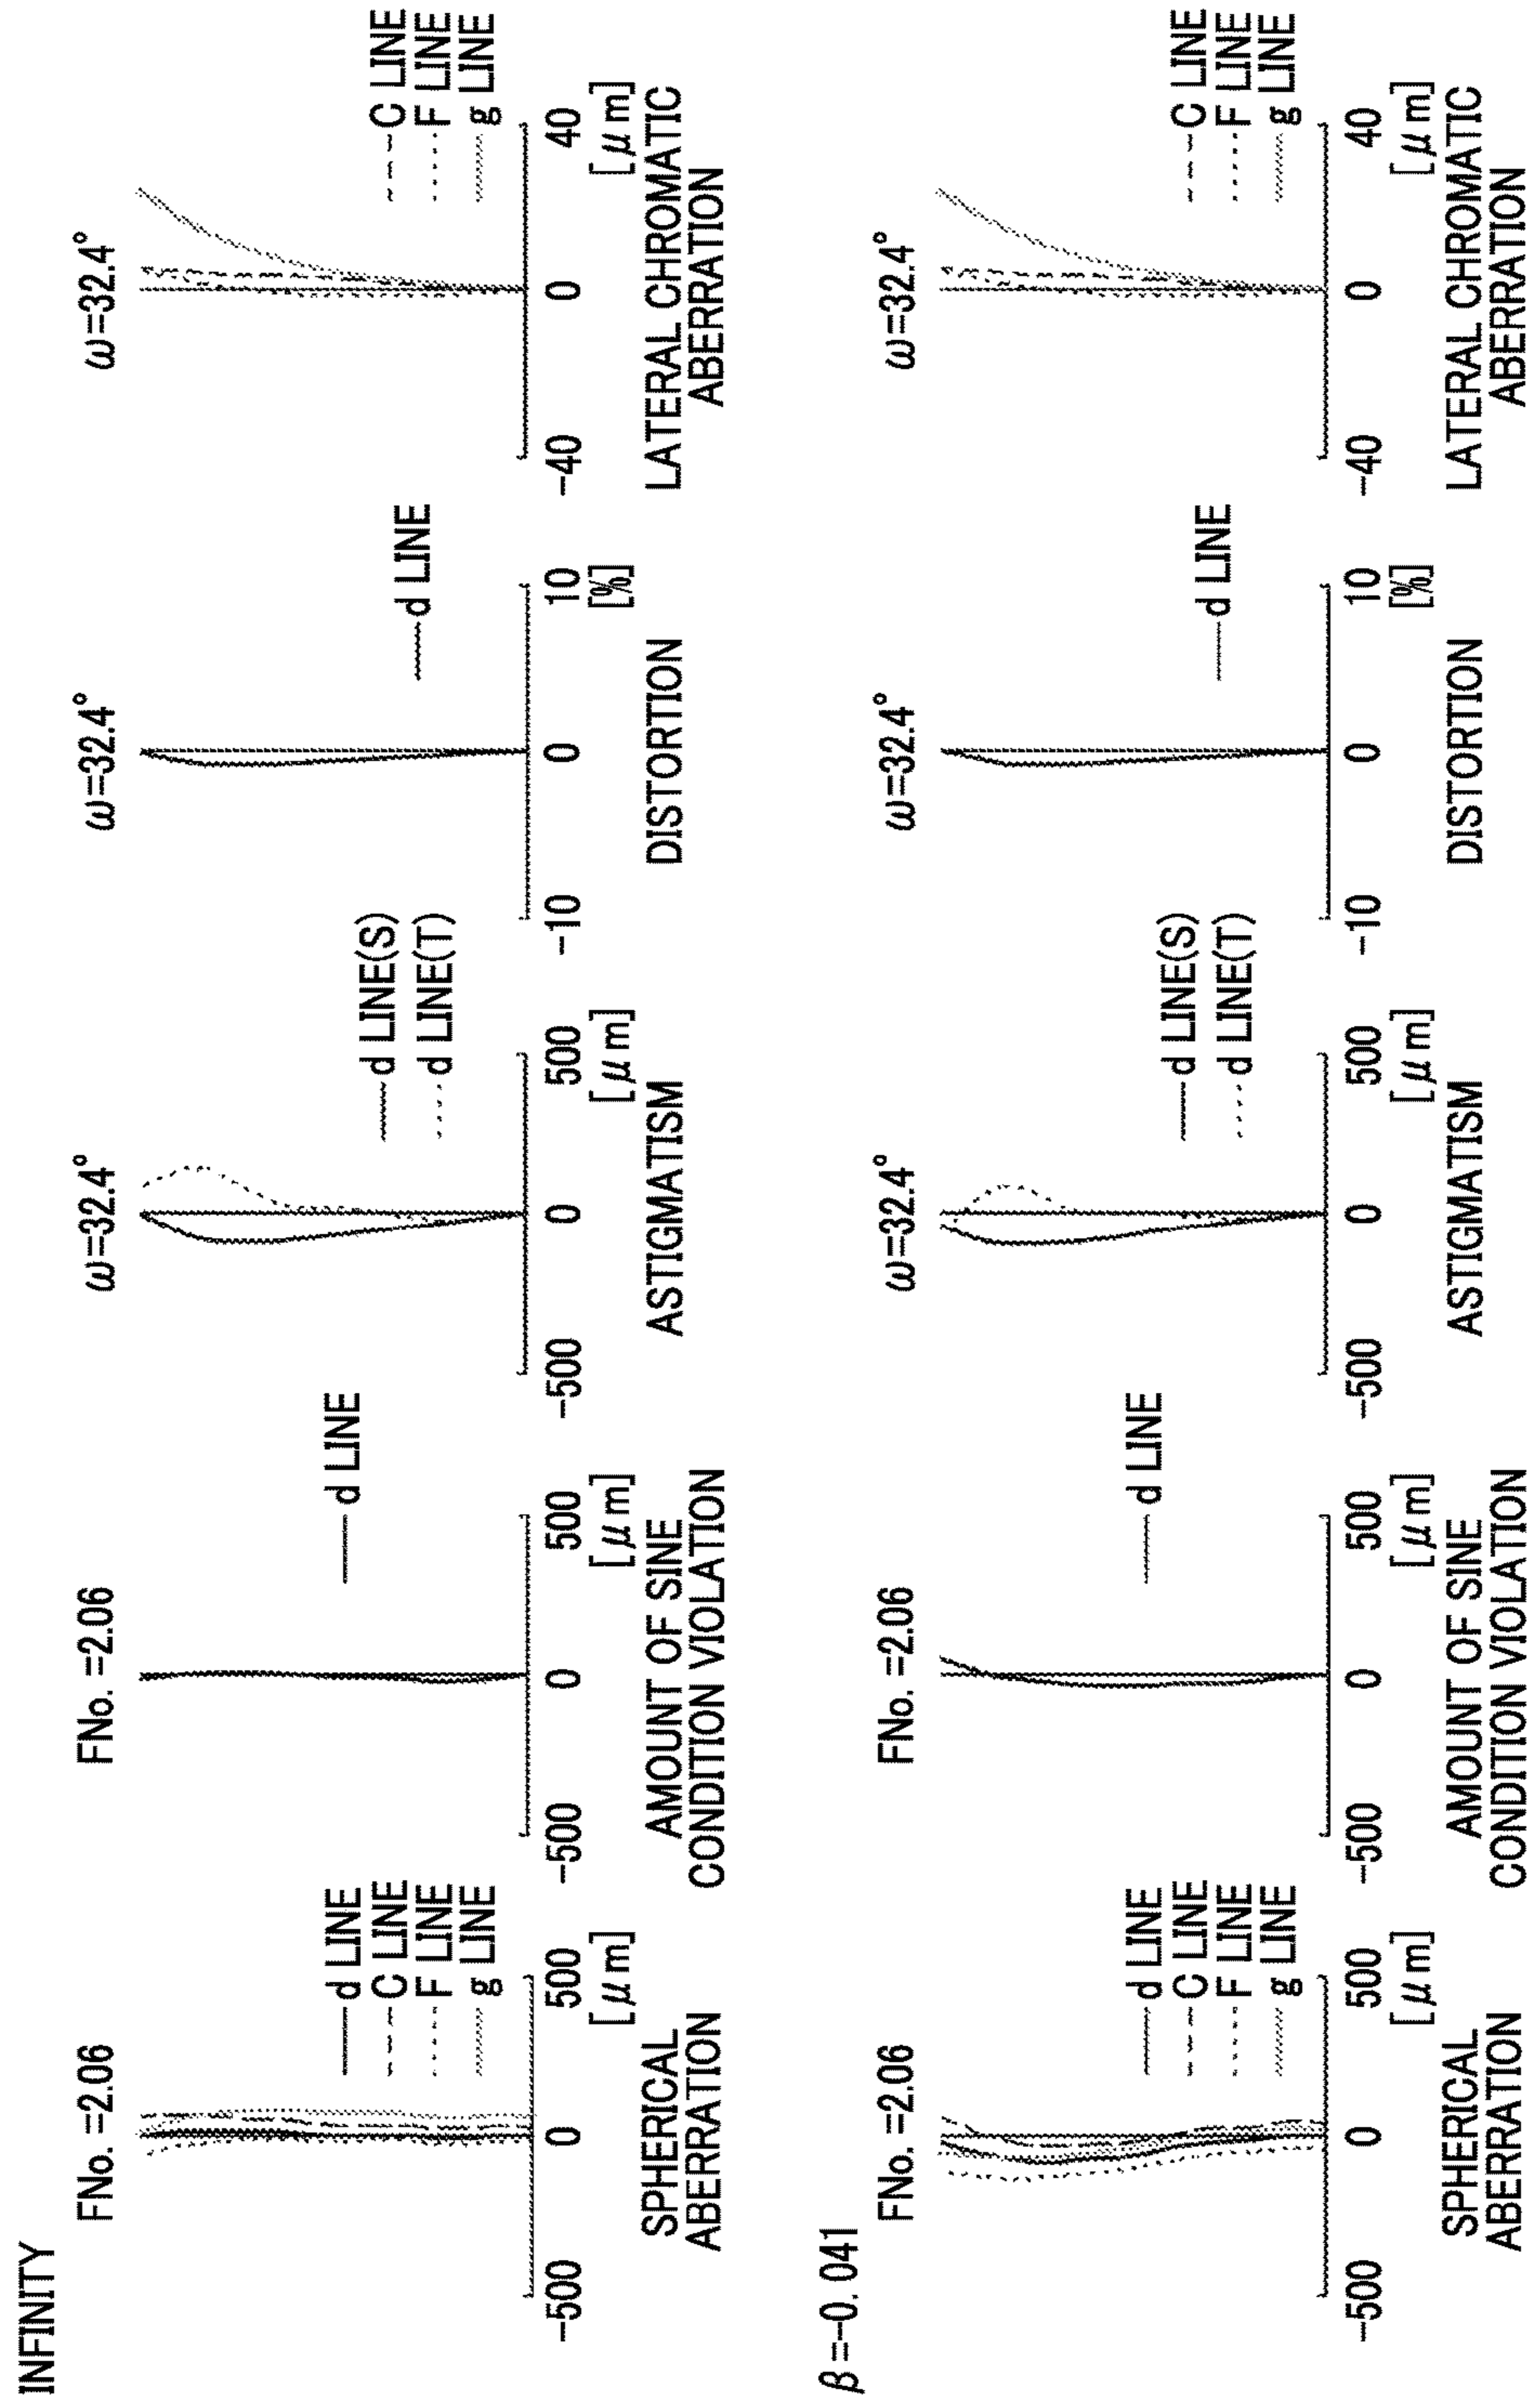 INFINITY
FNo. =2.06
d LINE
C LINE
F LINE
g LINE
-500
0
500
[μm]
SPHERICAL
ABERRATION
FNo. =2.06
d LINE
-500
0
500
[μm]
AMOUNT OF SINE
CONDITION VIOLATION
ω=32.4°
d LINE(S)
d LINE(T)
-500
0
500
[μm]
ASTIGMATISM
ω=32.4°
d LINE
-10
0
10
[%]
DISTORTION
ω=32.4°
C LINE
F LINE
g LINE
-40
0
40
[μm]
LATERAL CHROMATIC
ABERRATION
β=-0.041
FNo. =2.06
d LINE
C LINE
F LINE
g LINE
-500
0
500
[μm]
SPHERICAL
ABERRATION
FNo. =2.06
d LINE
-500
0
500
[μm]
AMOUNT OF SINE
CONDITION VIOLATION
ω=32.4°
d LINE(S)
d LINE(T)
-500
0
500
[μm]
ASTIGMATISM
ω=32.4°
d LINE
-10
0
10
[%]
DISTORTION
ω=32.4°
C LINE
F LINE
g LINE
-40
0
40
[μm]
LATERAL CHROMATIC
ABERRATION